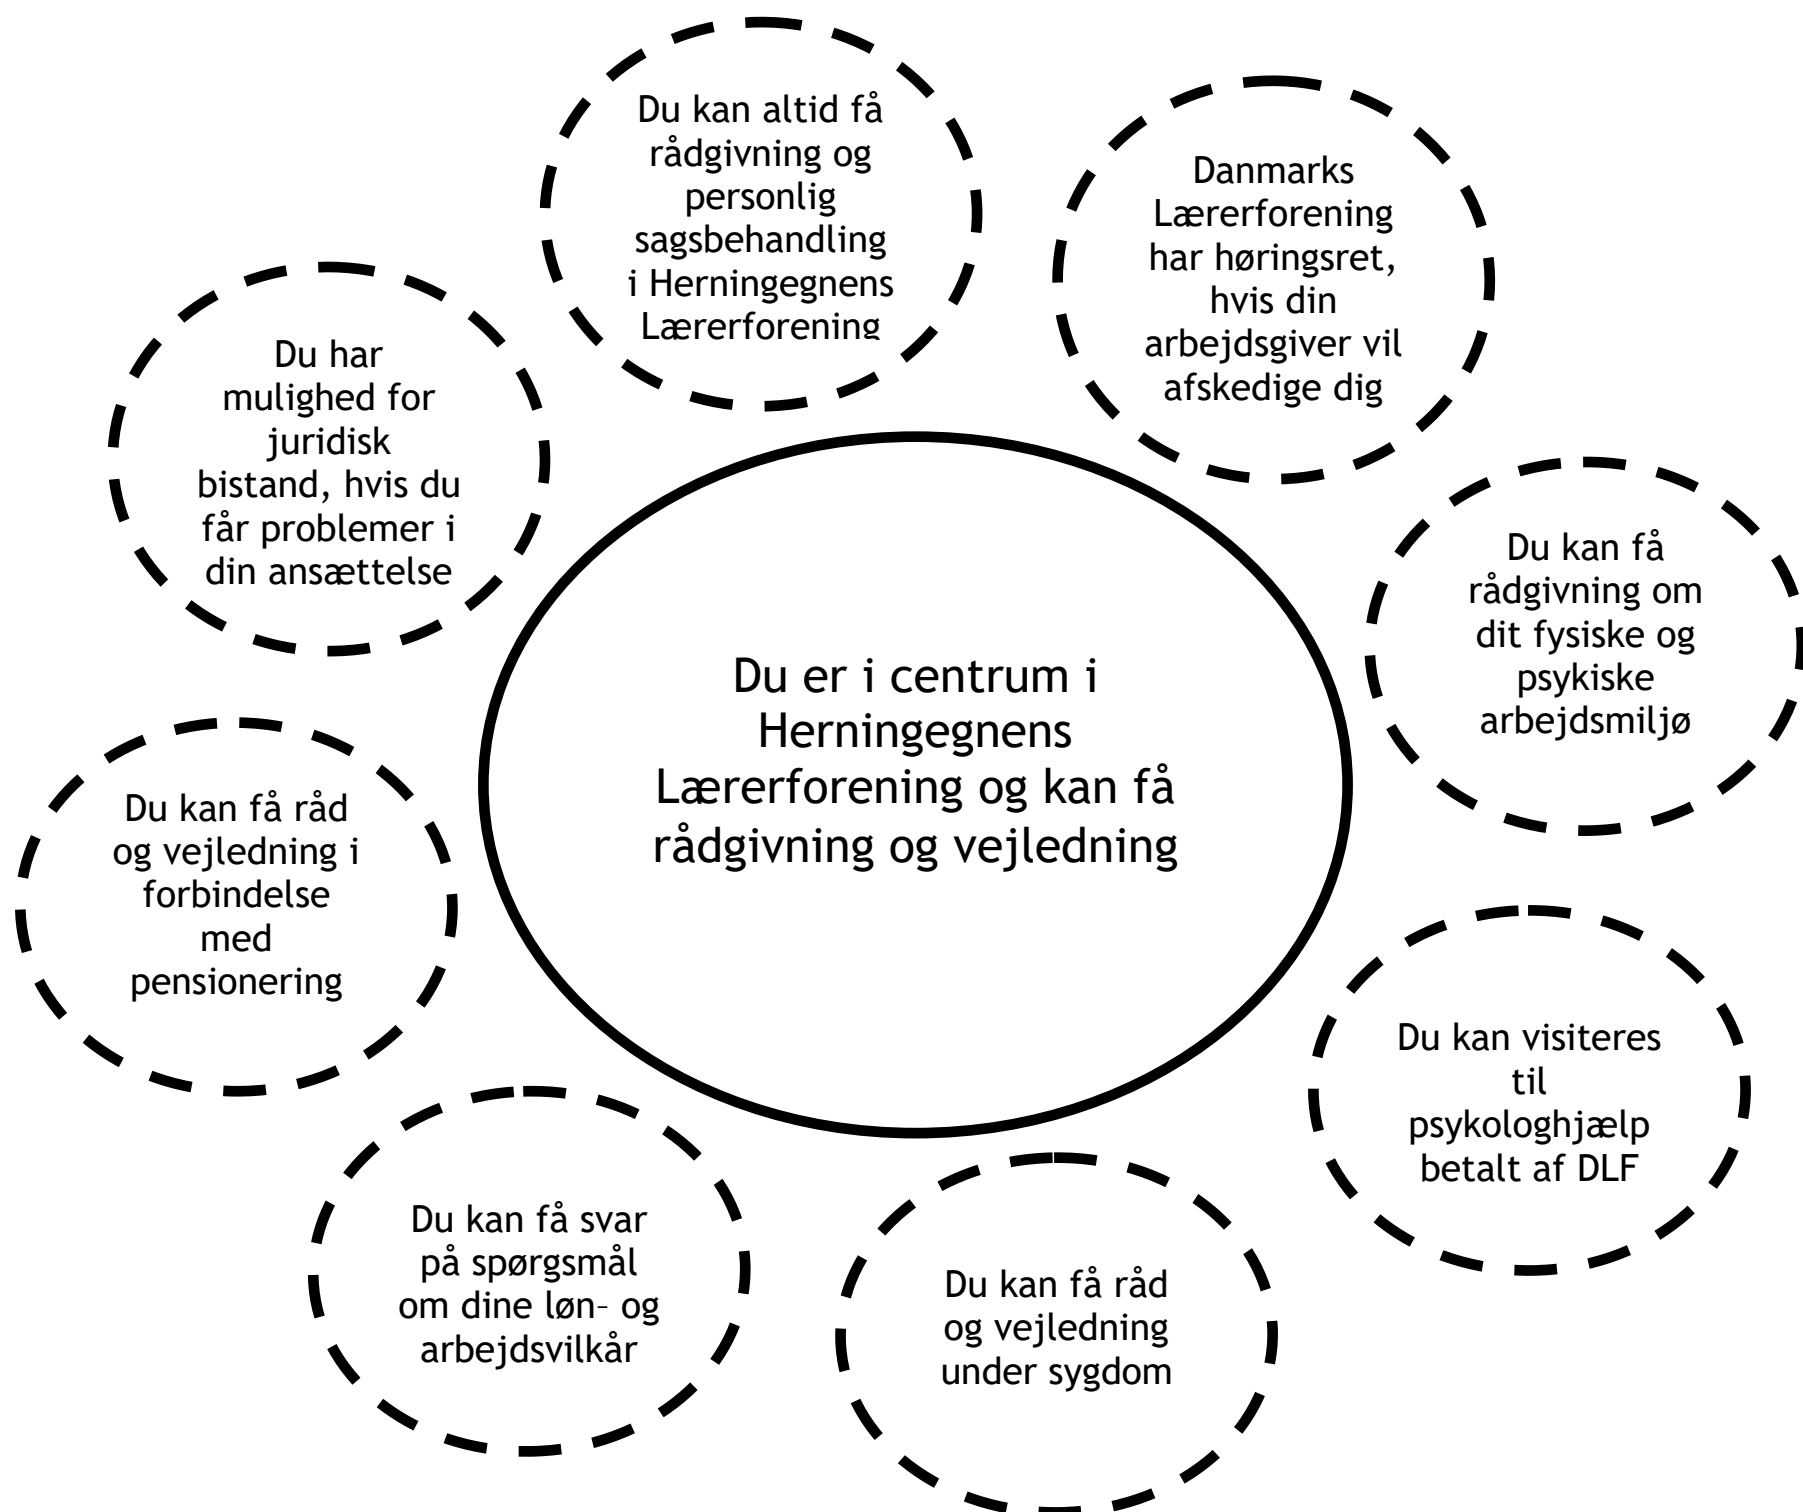 Du kan altid få
rådgivning og
personlig
sagsbehandling
i Herningegnens
Lærerforening
Danmarks
Lærerforening
har høringsret,
hvis din
arbejdsgiver vil
afskedige dig
Du har
mulighed for
juridisk
bistand, hvis du
får problemer i
din ansættelse
Du kan få
rådgivning om
dit fysiske og
psykiske
arbejdsmiljø
Du er i centrum i
Herningegnens
Lærerforening og kan få
rådgivning og vejledning
Du kan få råd
og vejledning i
forbindelse
med
pensionering
Du kan visiteres
til
psykologhjælp
betalt af DLF
Du kan få svar
på spørgsmål
om dine løn- og
arbejdsvilkår
Du kan få råd
og vejledning
under sygdom